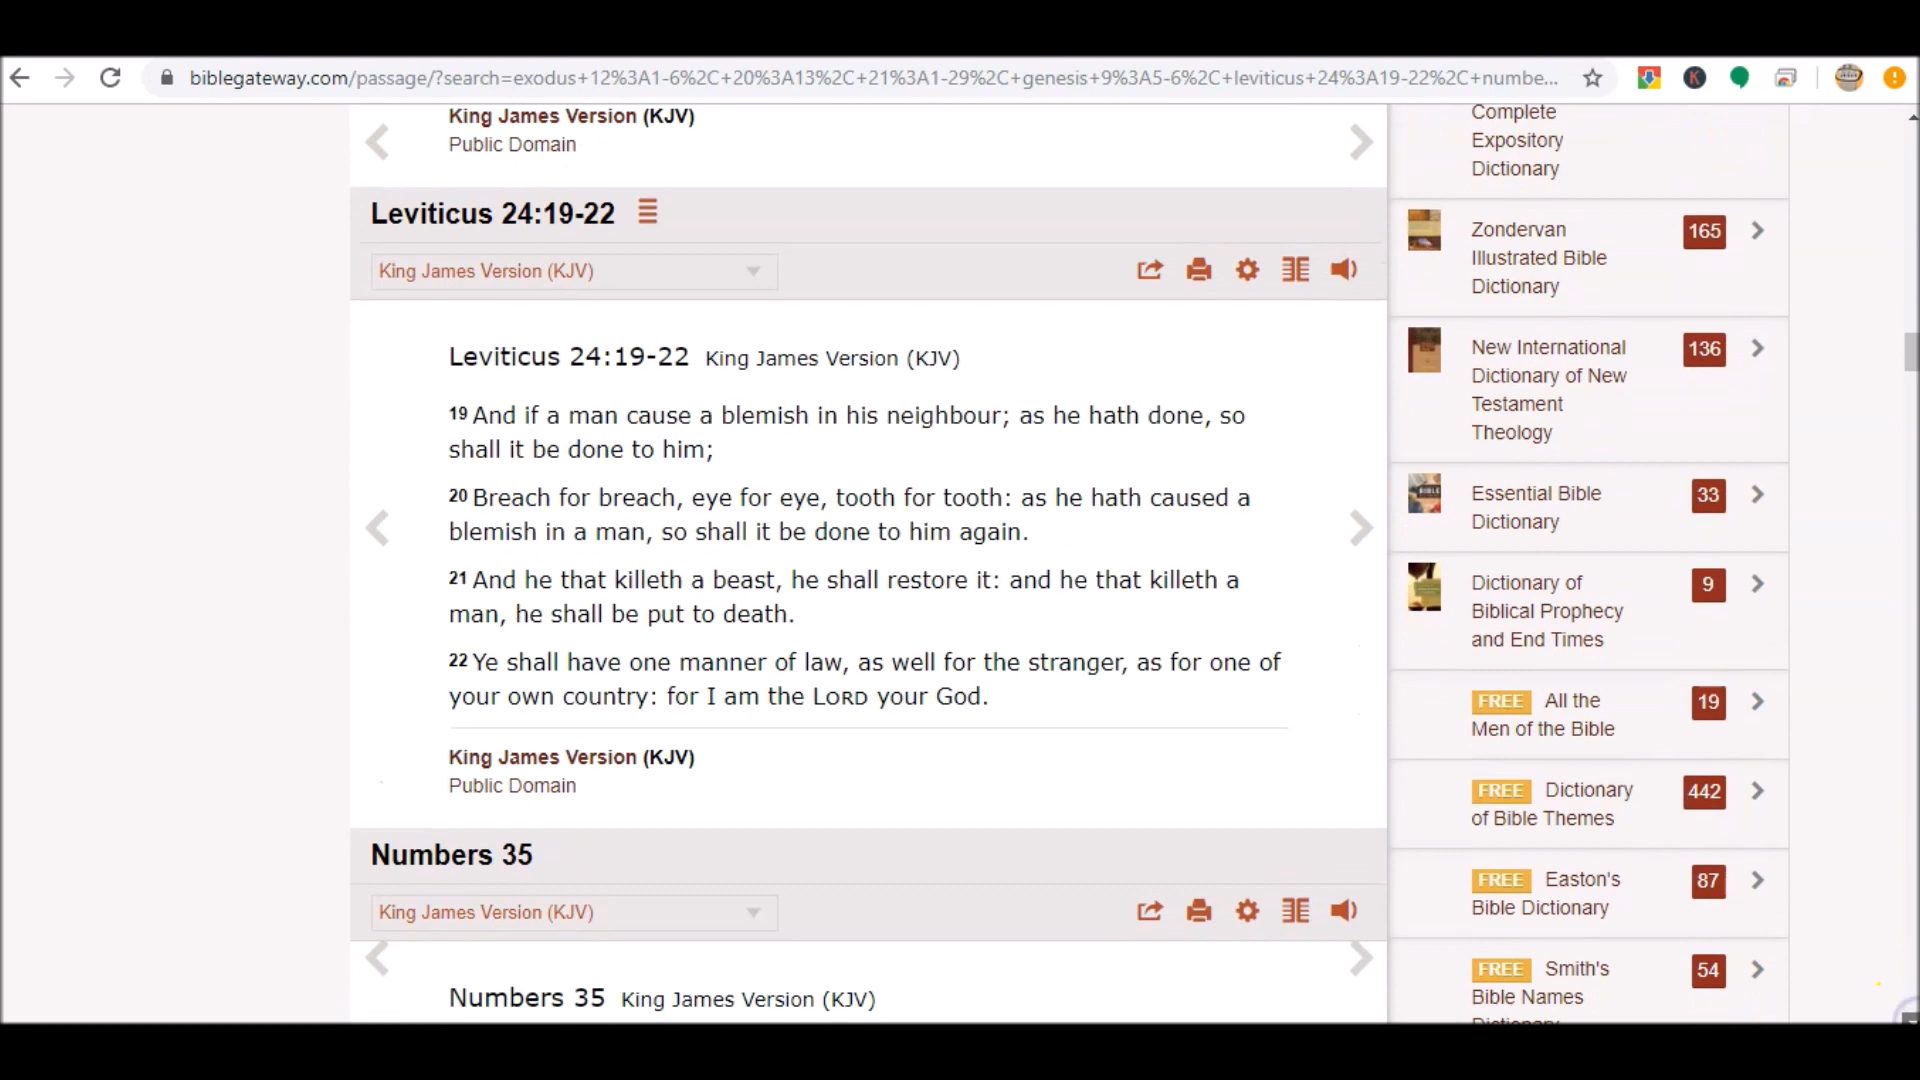 biblegateway.com/passage/?search=exodus+12%3A1-6%2C+20%3A13%2C+21%3A1-29%2C+genesis+9%3A5-6%2C+leviticus+24%3A19-22%2C+numbe...
King James Version (KJV)
Public Domain
Leviticus 24:19-22
King James Version (KJV)
Leviticus 24:19-22 King James Version (KJV)
19 And if a man cause a blemish in his neighbour; as he hath done, so
shall it be done to him;
20 Breach for breach, eye for eye, tooth for tooth: as he hath caused a
blemish in a man, so shall it be done to him again.
21 And he that killeth a beast, he shall restore it: and he that killeth a
man, he shall be put to death.
22 Ye shall have one manner of law, as well for the stranger, as for one of
your own country: for I am the LORD your God.
King James Version (KJV)
Public Domain
Numbers 35
King James Version (KJV)
Numbers 35 King James Version (KJV)
Complete
Expository
Dictionary
Zondervan 165
Illustrated Bible
Dictionary
New International 136
Dictionary of New
Testament
Theology
Essential Bible 33
Dictionary
Dictionary of 9
Biblical Prophecy
and End Times
FREE All the 19
Men of the Bible
FREE Dictionary 442
of Bible Themes
FREE Easton's 87
Bible Dictionary
FREE Smith's 54
Bible Names
Dictionary